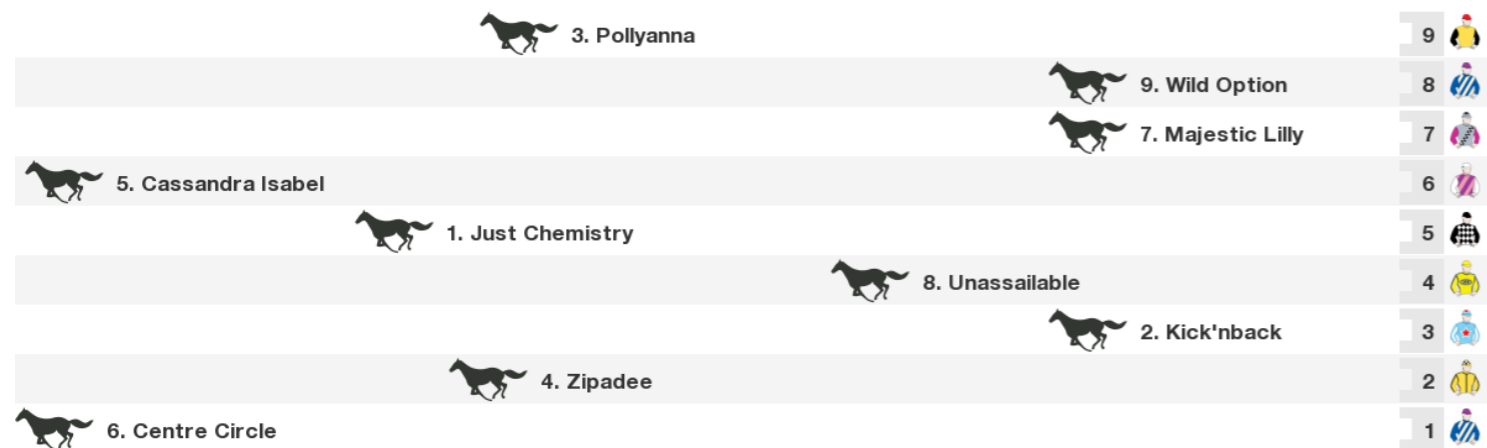 3. Pollyanna 9
9. Wild Option 8
7. Majestic Lilly 7
5. Cassandra Isabel 6
1. Just Chemistry 5
8. Unassailable 4
2. Kick'nback 3
4. Zipadee 2
6. Centre Circle 1